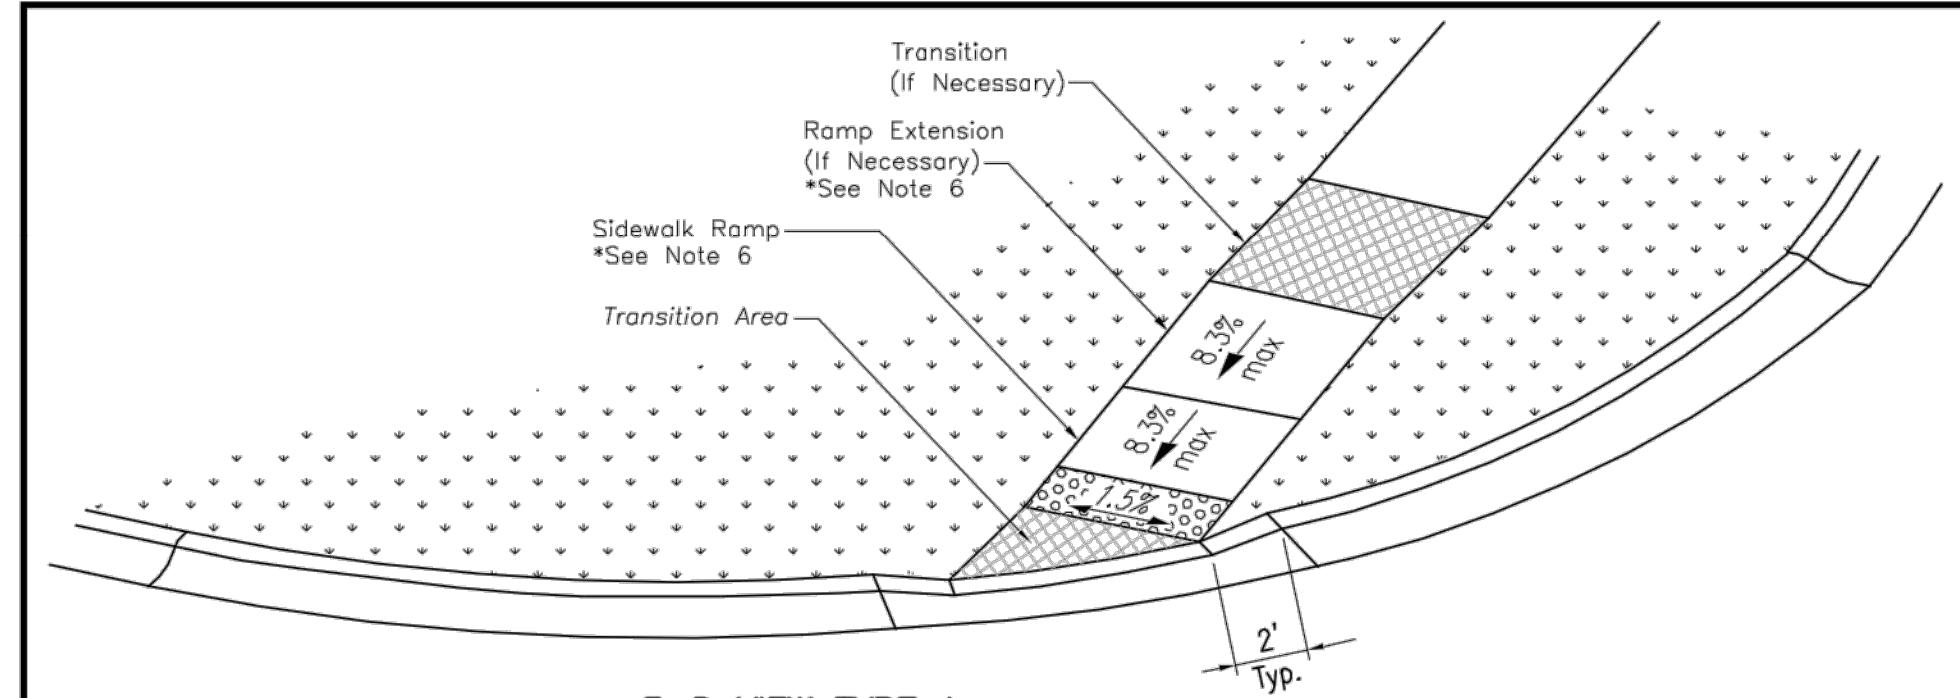 Transition
(If Necessary)
Ramp Extension
(If Necessary)
*See Note 6
Sidewalk Ramp
*See Note 6
Transition Area
8.3%
max
8.3%
max
1.5%
2'
Typ.